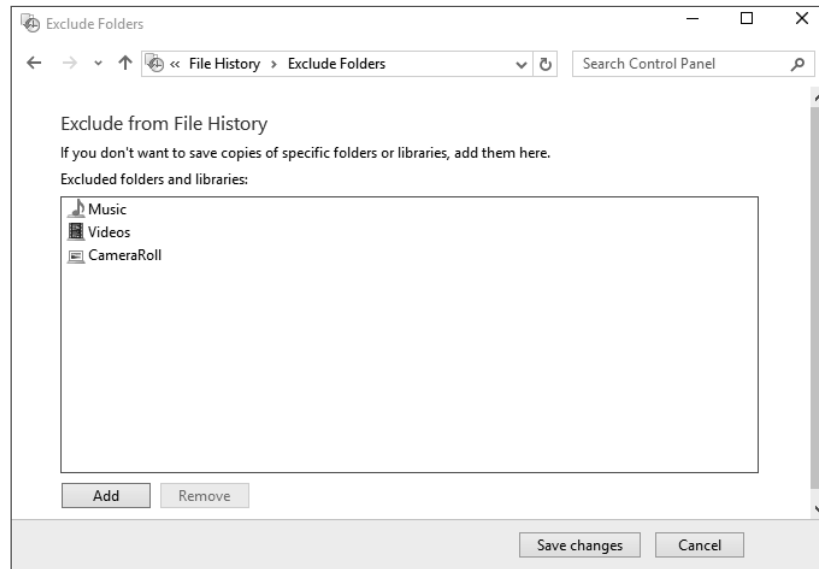 Exclude Folders
« File History › Exclude Folders
Search Control Panel
Exclude from File History
If you don't want to save copies of specific folders or libraries, add them here.
Excluded folders and libraries:
Music
Videos
CameraRoll
Add Remove
Save changes Cancel